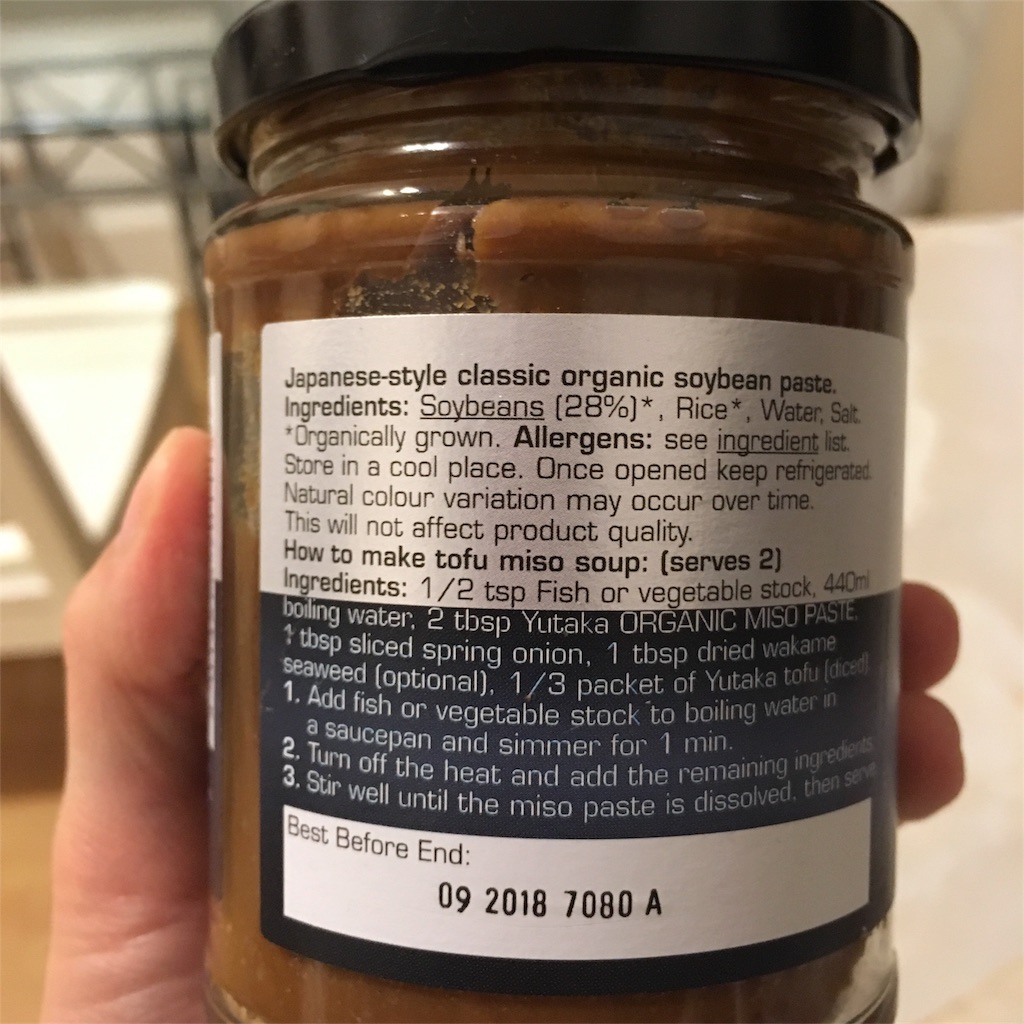 Japanese-style classic organic soybean paste.
Ingredients: Soybeans (28%)*, Rice*, Water, Salt.
*Organically grown. Allergens: see ingredient list.
Store in a cool place. Once opened keep refrigerated.
Natural colour variation may occur over time.
This will not affect product quality.
How to make tofu miso soup: (serves 2)
Ingredients: 1/2 tsp Fish or vegetable stock, 440ml
boiling water, 2 tbsp Yutaka ORGANIC MISO PASTE.
1 tbsp sliced spring onion, 1 tbsp dried wakame
seaweed (optional), 1/3 packet of Yutaka tofu (diced)
1. Add fish or vegetable stock to boiling water in
a saucepan and simmer for 1 min.
2. Turn off the heat and add the remaining ingredients.
3. Stir well until the miso paste is dissolved, then serve
Best Before End:
09 2018 7080 A